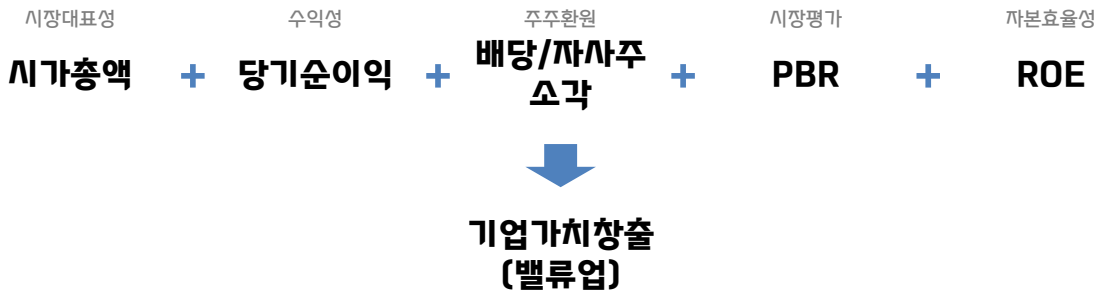 시장대표성 수익성 주주환원 시장평가 자본효율성
시가총액 + 당기순이익 + 배당/자사주 소각 + PBR + ROE
기업가치창출
(밸류업)